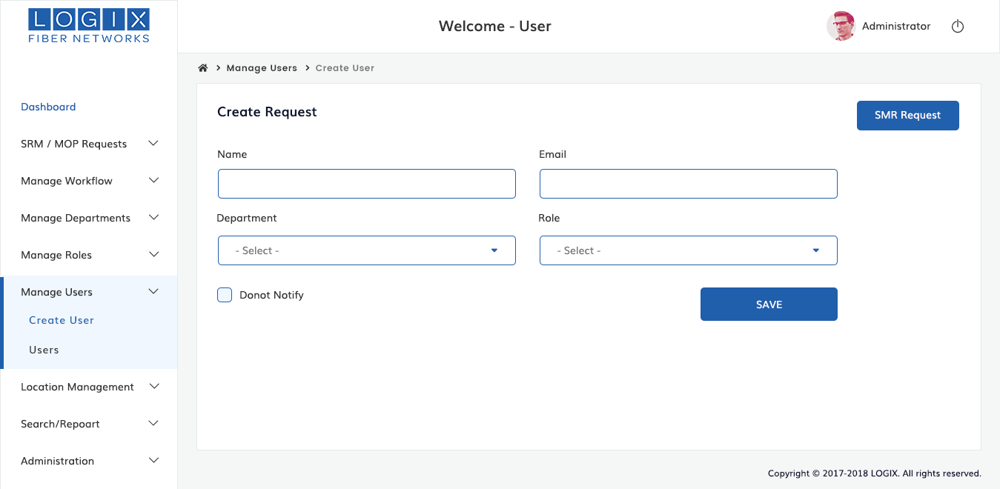 LOGIX
FIBER NETWORKS
Welcome - User
Administrator
Manage Users
Create User
Dashboard
SRM / MOP Requests
Manage Workflow
Manage Departments
Manage Roles
Manage Users
Create User
Users
Location Management
Search/Repoart
Administration
Create Request
SMR Request
Name
Email
Department
Role
- Select -
- Select -
Donot Notify
SAVE
Copyright © 2017-2018 LOGIX. All rights reserved.